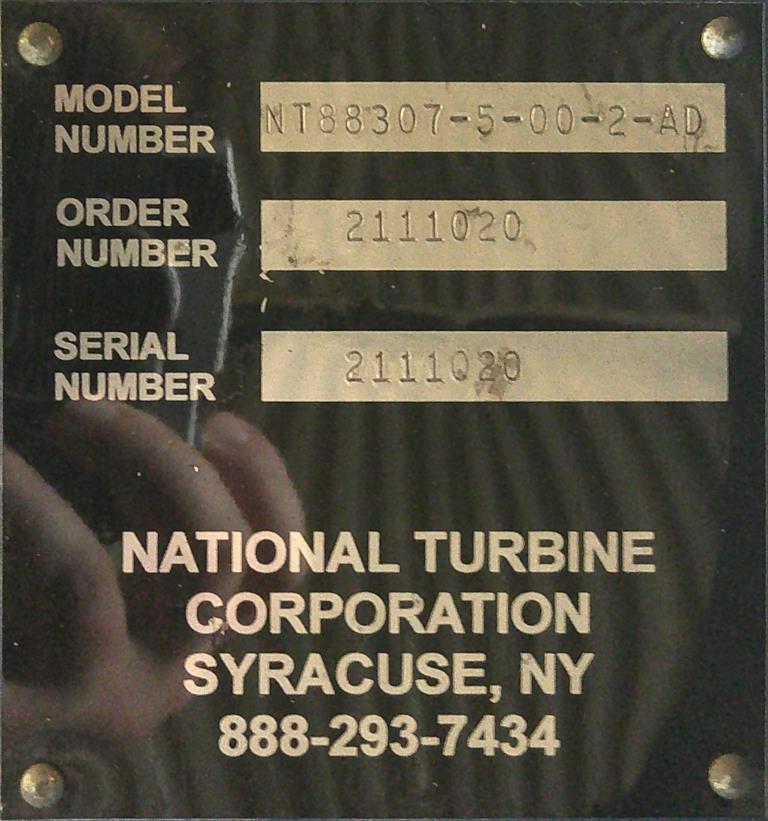 MODEL NUMBER NT88307-5-00-2-AD
ORDER NUMBER 2111020
SERIAL NUMBER 2111020
NATIONAL TURBINE
CORPORATION
SYRACUSE, NY
888-293-7434